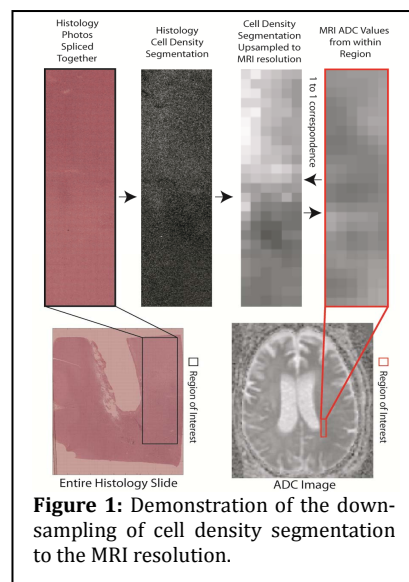 Histology
Photos
Spliced
Together
Histology
Cell Density
Segmentation
Cell Density
Segmentation
Upsampled to
MRI resolution
MRI ADC Values
from within
Region
1 to 1 correspondence
Region of Interest
Region of Interest
Entire Histology Slide
ADC Image
Figure 1: Demonstration of the down-
sampling of cell density segmentation
to the MRI resolution.